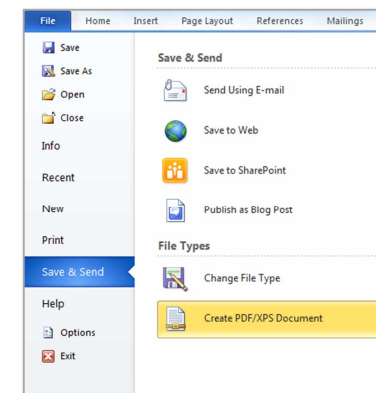 File Home Insert Page Layout References Mailings
Save
Save As
Open
Close
Info
Recent
New
Print
Save & Send
Help
Options
Exit
Save & Send
Send Using E-mail
Save to Web
Save to SharePoint
Publish as Blog Post
File Types
Change File Type
Create PDF/XPS Document